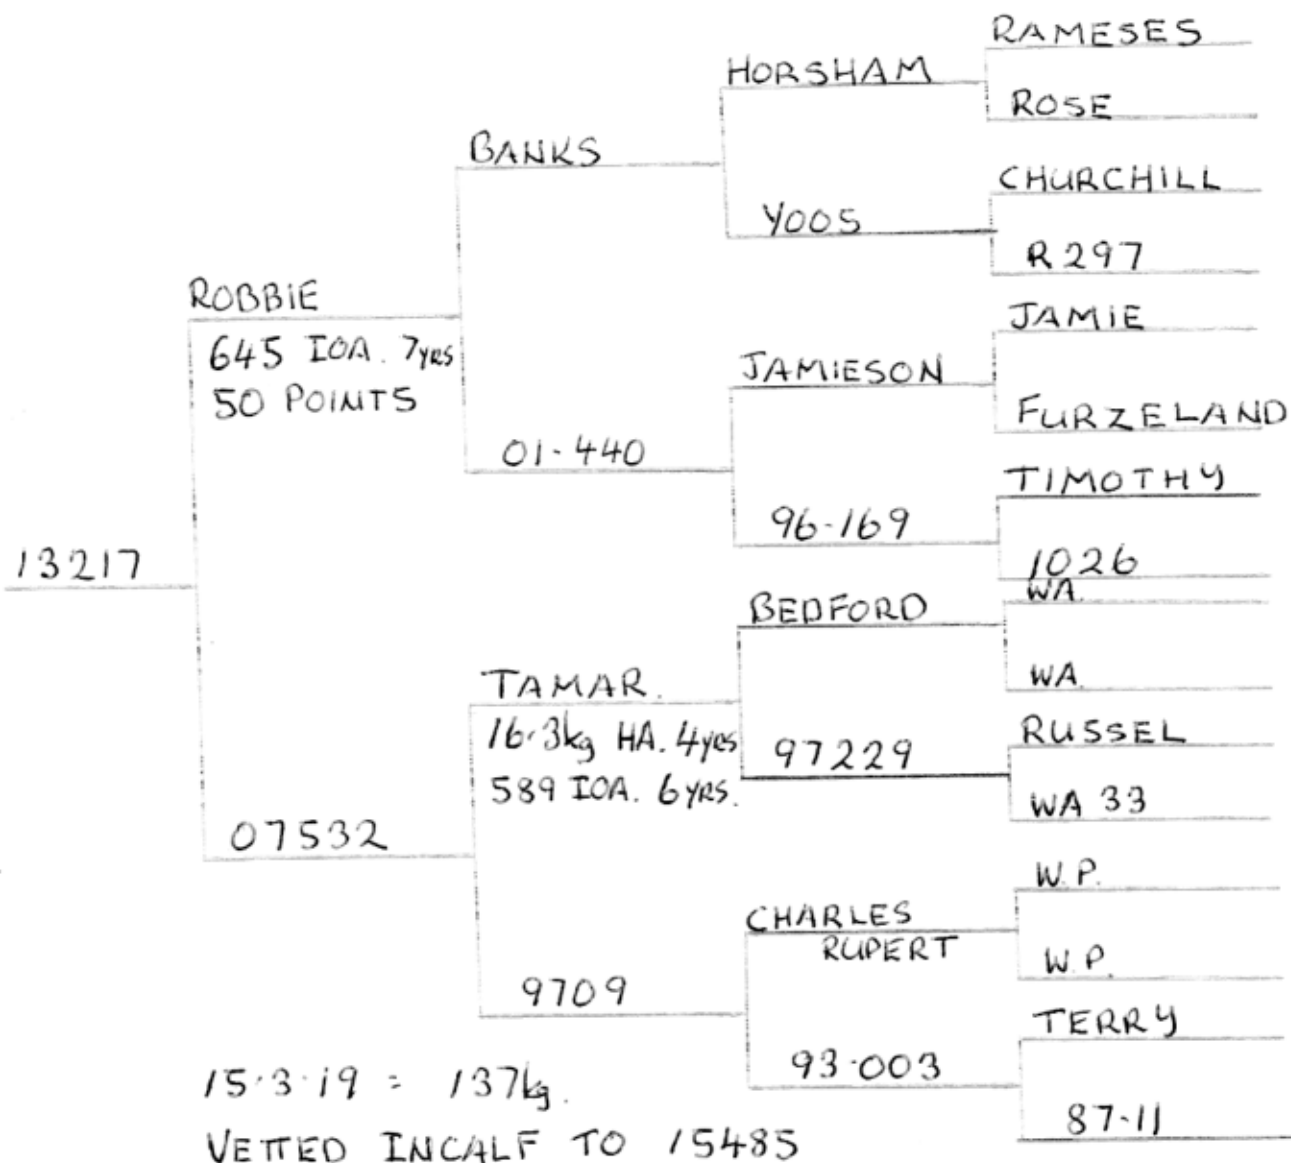 RAMESES
HORSHAM
ROSE
BANKS
CHURCHILL
Y005
R297
ROBBIE
JAMIE
645 IOA. 7yrs
50 POINTS
JAMIESON
FURZELAND
01-440
TIMOTHY
96-169
13217
1026
WA.
BEDFORD
TAMAR.
WA
16.3kg HA. 4yrs
589 IOA. 6YRS.
97229
RUSSEL
WA 33
07532
W.P.
CHARLES
RUPERT
W.P.
9709
TERRY
93.003
87-11
15.3.19 = 137kg.
VETTED INCALF TO 15485